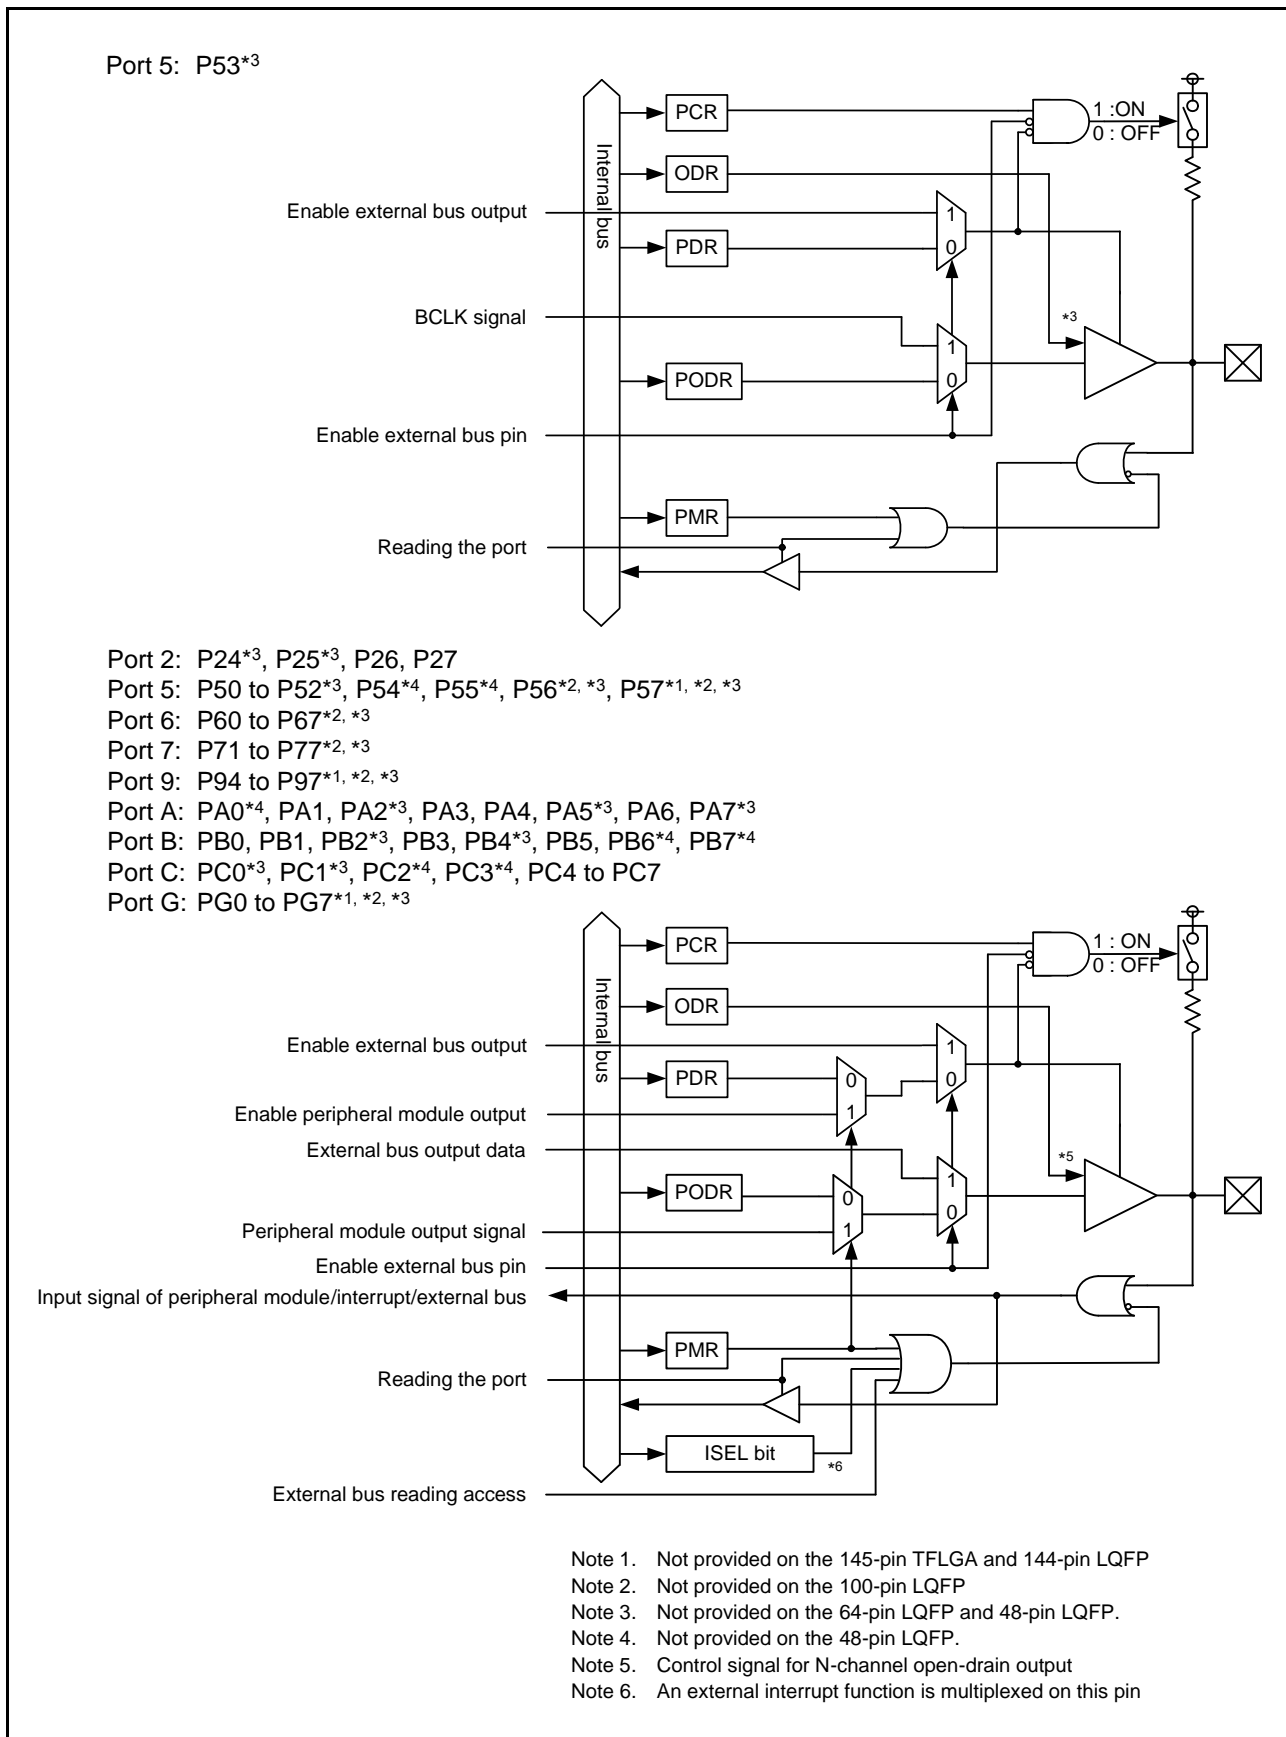 Port 5: P53*3
PCR
1 :ON
0 : OFF
Internal bus
ODR
Enable external bus output
1
PDR
0
BCLK signal
*3
1
PODR
0
Enable external bus pin
PMR
Reading the port
Port 2: P24*3, P25*3, P26, P27
Port 5: P50 to P52*3, P54*4, P55*4, P56*2, *3, P57*1, *2, *3
Port 6: P60 to P67*2, *3
Port 7: P71 to P77*2, *3
Port 9: P94 to P97*1, *2, *3
Port A: PA0*4, PA1, PA2*3, PA3, PA4, PA5*3, PA6, PA7*3
Port B: PB0, PB1, PB2*3, PB3, PB4*3, PB5, PB6*4, PB7*4
Port C: PC0*3, PC1*3, PC2*4, PC3*4, PC4 to PC7
Port G: PG0 to PG7*1, *2, *3
PCR
1 : ON
0 : OFF
Internal bus
ODR
Enable external bus output
1
PDR
0
0
Enable peripheral module output
1
External bus output data
*5
1
PODR
0
0
Peripheral module output signal
1
Enable external bus pin
Input signal of peripheral module/interrupt/external bus
PMR
Reading the port
ISEL bit
*6
External bus reading access
Note 1. Not provided on the 145-pin TFLGA and 144-pin LQFP
Note 2. Not provided on the 100-pin LQFP
Note 3. Not provided on the 64-pin LQFP and 48-pin LQFP.
Note 4. Not provided on the 48-pin LQFP.
Note 5. Control signal for N-channel open-drain output
Note 6. An external interrupt function is multiplexed on this pin